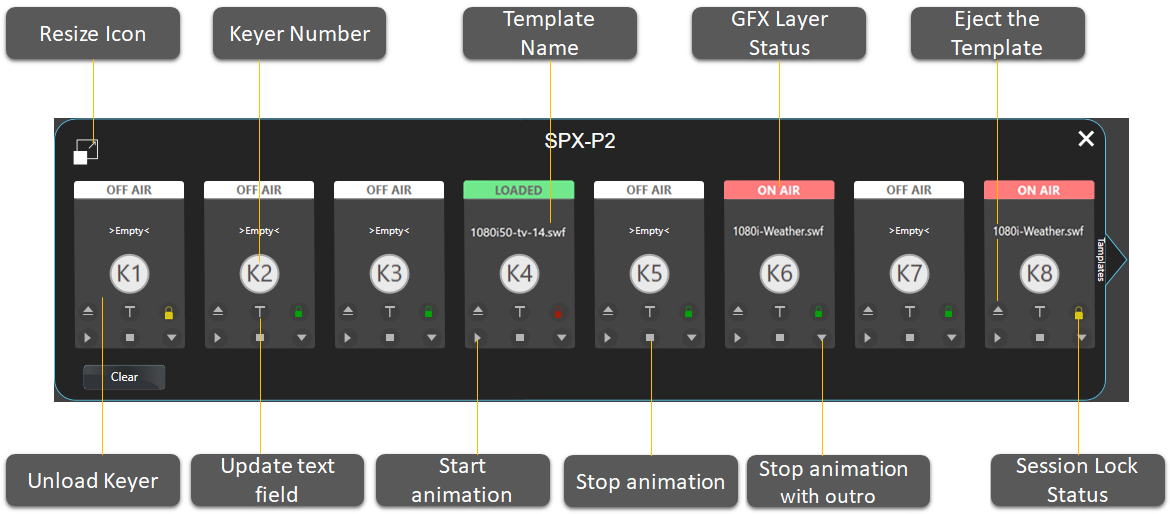 Resize Icon
Keyer Number
Template
Name
GFX Layer
Status
Eject the
Template
SPX-P2
OFF AIR
OFF AIR
OFF AIR
LOADED
OFF AIR
ON AIR
OFF AIR
ON AIR
>Empty<
>Empty<
>Empty<
1080i50-tv-14.swf
>Empty<
1080i-Weather.swf
>Empty<
1080i-Weather.swf
K1
K2
K3
K4
K5
K6
K7
K8
Tamplates
T
T
T
T
T
T
T
T
Clear
Unload Keyer
Update text
field
Start
animation
Stop animation
Stop animation
with outro
Session Lock
Status